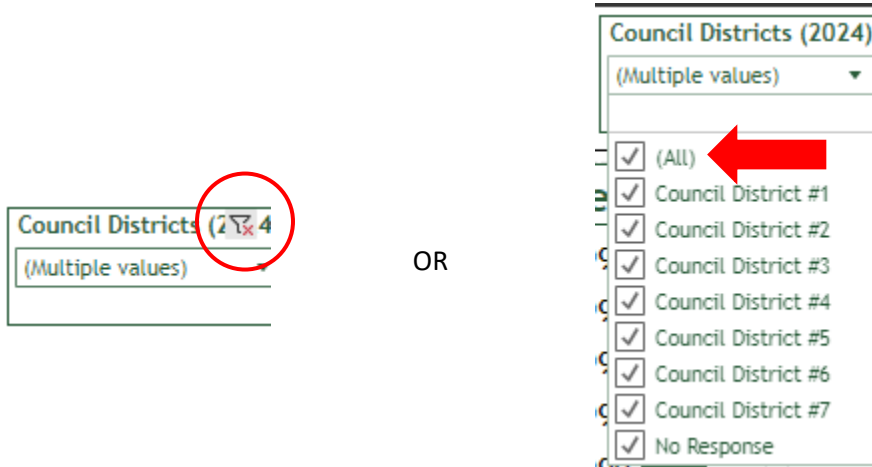 Council Districts (2 4
(Multiple values)
OR
Council Districts (2024)
(Multiple values)
(All)
Council District #1
Council District #2
Council District #3
Council District #4
Council District #5
Council District #6
Council District #7
No Response